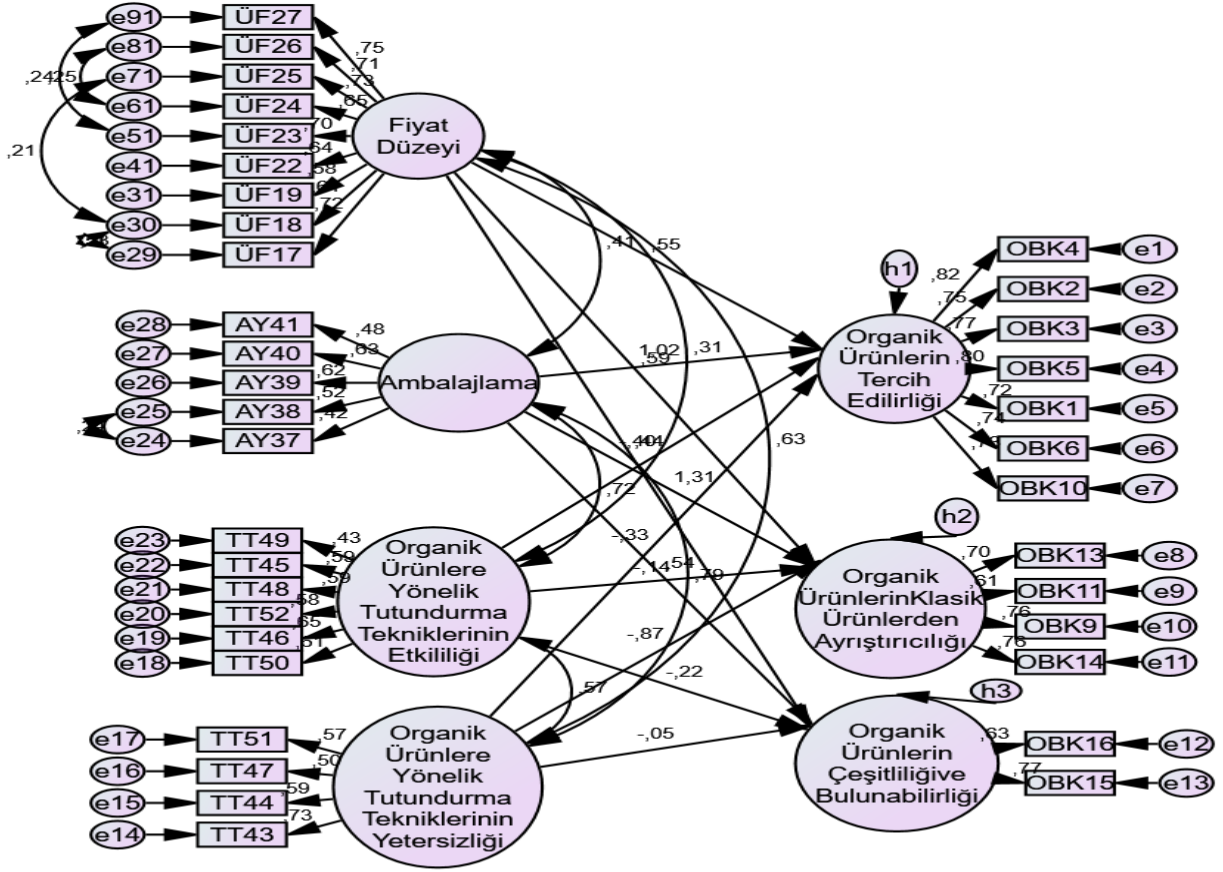 e91 ÜF27
e81 ÜF26
e71 ÜF25
e61 ÜF24
e51 ÜF23
e41 ÜF22
e31 ÜF19
e30 ÜF18
e29 ÜF17
,21
,75
,71
,73
,65
,70
,64
,58
,72
Fiyat
Düzeyi
,41
,55
e28 AY41
e27 AY40
e26 AY39
e25 AY38
e24 AY37
,48
,63
,62
,52
,42
Ambalajlama
1,02
,59
,31
,63
,72
1,31
-,33
-,14
,54
,79
-,87
-,22
,57
-,05
e23 TT49
e22 TT45
e21 TT48
e20 TT52
e19 TT46
e18 TT50
,43
,59
,59
,58
,65
,51
Organik
Ürünlere
Yönelik
Tutundurma
Tekniklerinin
Etkililiği
e17 TT51
e16 TT47
e15 TT44
e14 TT43
,57
,50
,59
,73
Organik
Ürünlere
Yönelik
Tutundurma
Tekniklerinin
Yetersizliği
h1
Organik
Ürünlerin
Tercih
Edilirliği
,82
,75
,77
,80
,72
,74
OBK4 e1
OBK2 e2
OBK3 e3
OBK5 e4
OBK1 e5
OBK6 e6
OBK10 e7
h2
Organik
ÜrünlerinKlasik
Ürünlerden
Ayrıştırıcılığı
,70
,61
,76
,76
OBK13 e8
OBK11 e9
OBK9 e10
OBK14 e11
h3
Organik
Ürünlerin
Çeşitliliğive
Bulunabilirliği
,63
,77
OBK16 e12
OBK15 e13